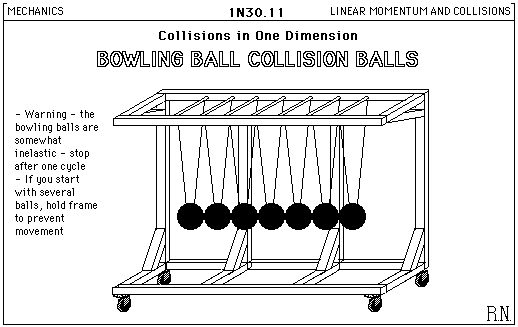 MECHANICS
1N30.11
LINEAR MOMENTUM AND COLLISIONS
Collisions in One Dimension
BOWLING BALL COLLISION BALLS
- Warning - the
bowling balls are
somewhat
inelastic - stop
after one cycle
- If you start
with several
balls, hold frame
to prevent
movement
R.N.